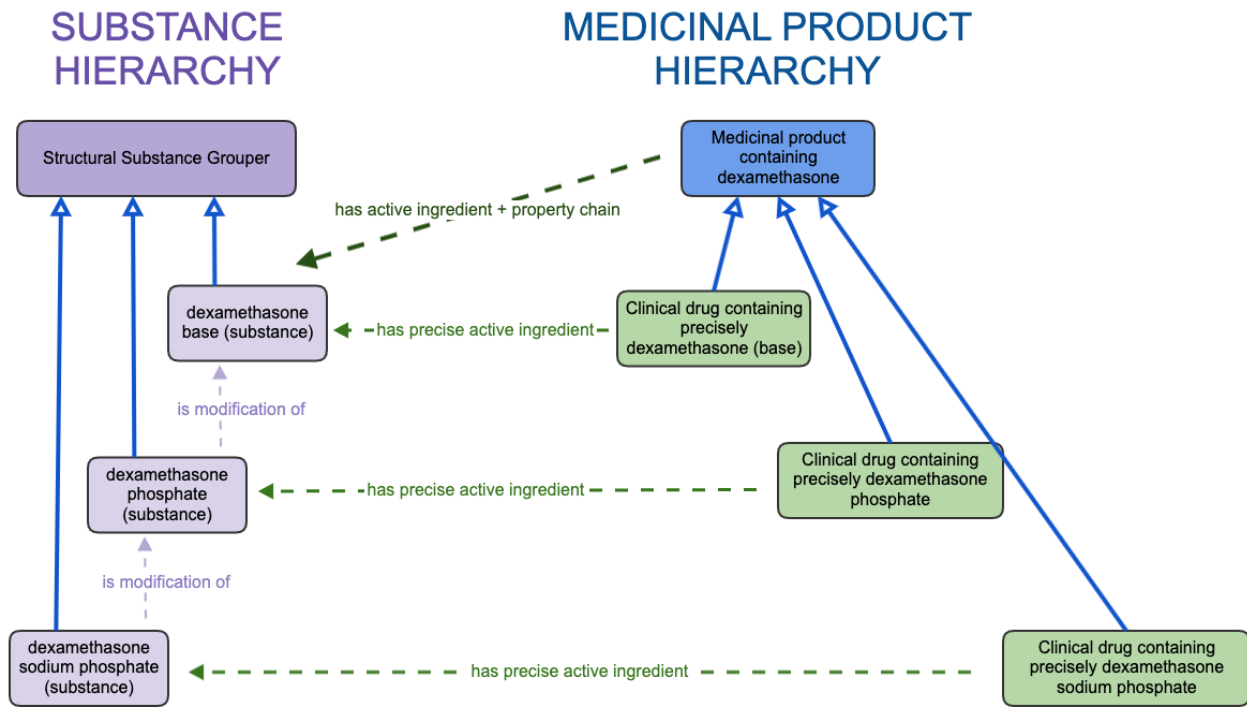 SUBSTANCE
HIERARCHY
MEDICINAL PRODUCT
HIERARCHY
Structural Substance Grouper
Medicinal product
containing
dexamethasone
has active ingredient + property chain
dexamethasone
base (substance)
has precise active ingredient
Clinical drug containing
precisely
dexamethasone (base)
is modification of
dexamethasone
phosphate
(substance)
has precise active ingredient
Clinical drug containing
precisely dexamethasone
phosphate
is modification of
dexamethasone
sodium phosphate
(substance)
has precise active ingredient
Clinical drug containing
precisely dexamethasone
sodium phosphate